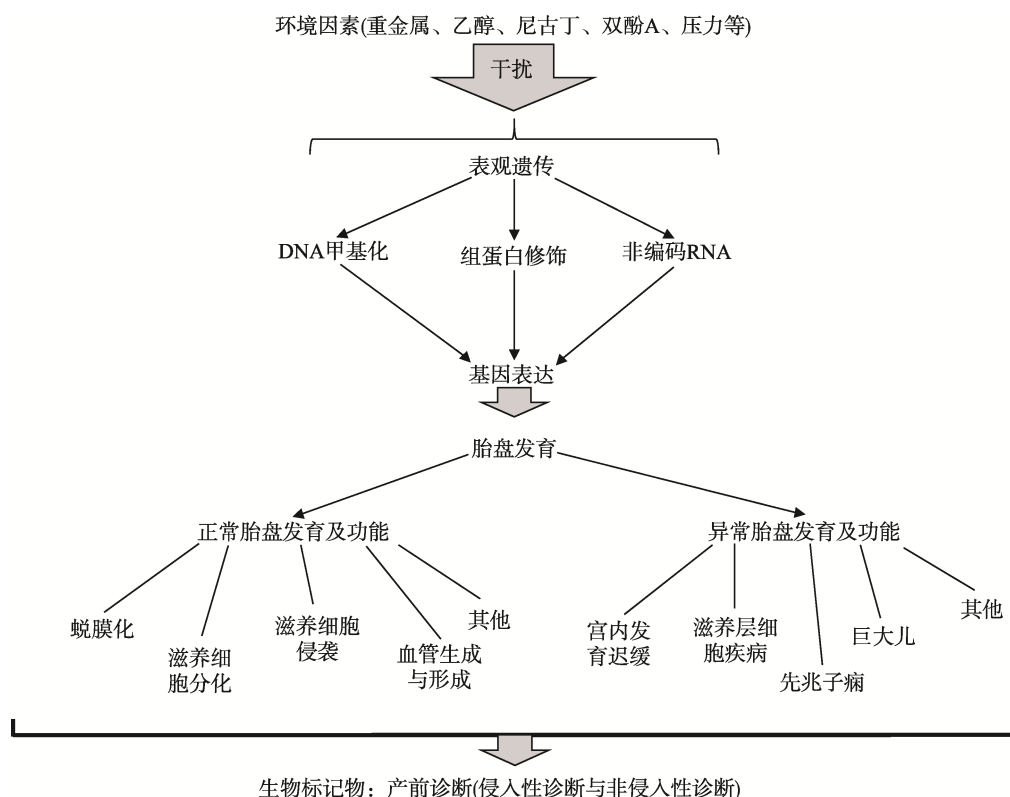 环境因素(重金属、乙醇、尼古丁、双酚A、压力等)
干扰
表观遗传
DNA甲基化
组蛋白修饰
非编码RNA
基因表达
胎盘发育
正常胎盘发育及功能
异常胎盘发育及功能
蜕膜化
滋养细
胞分化
滋养细胞
侵袭
血管生成
与形成
其他
宫内发
育迟缓
滋养层细
胞疾病
先兆子痫
巨大儿
其他
生物标记物：产前诊断(侵入性诊断与非侵入性诊断)